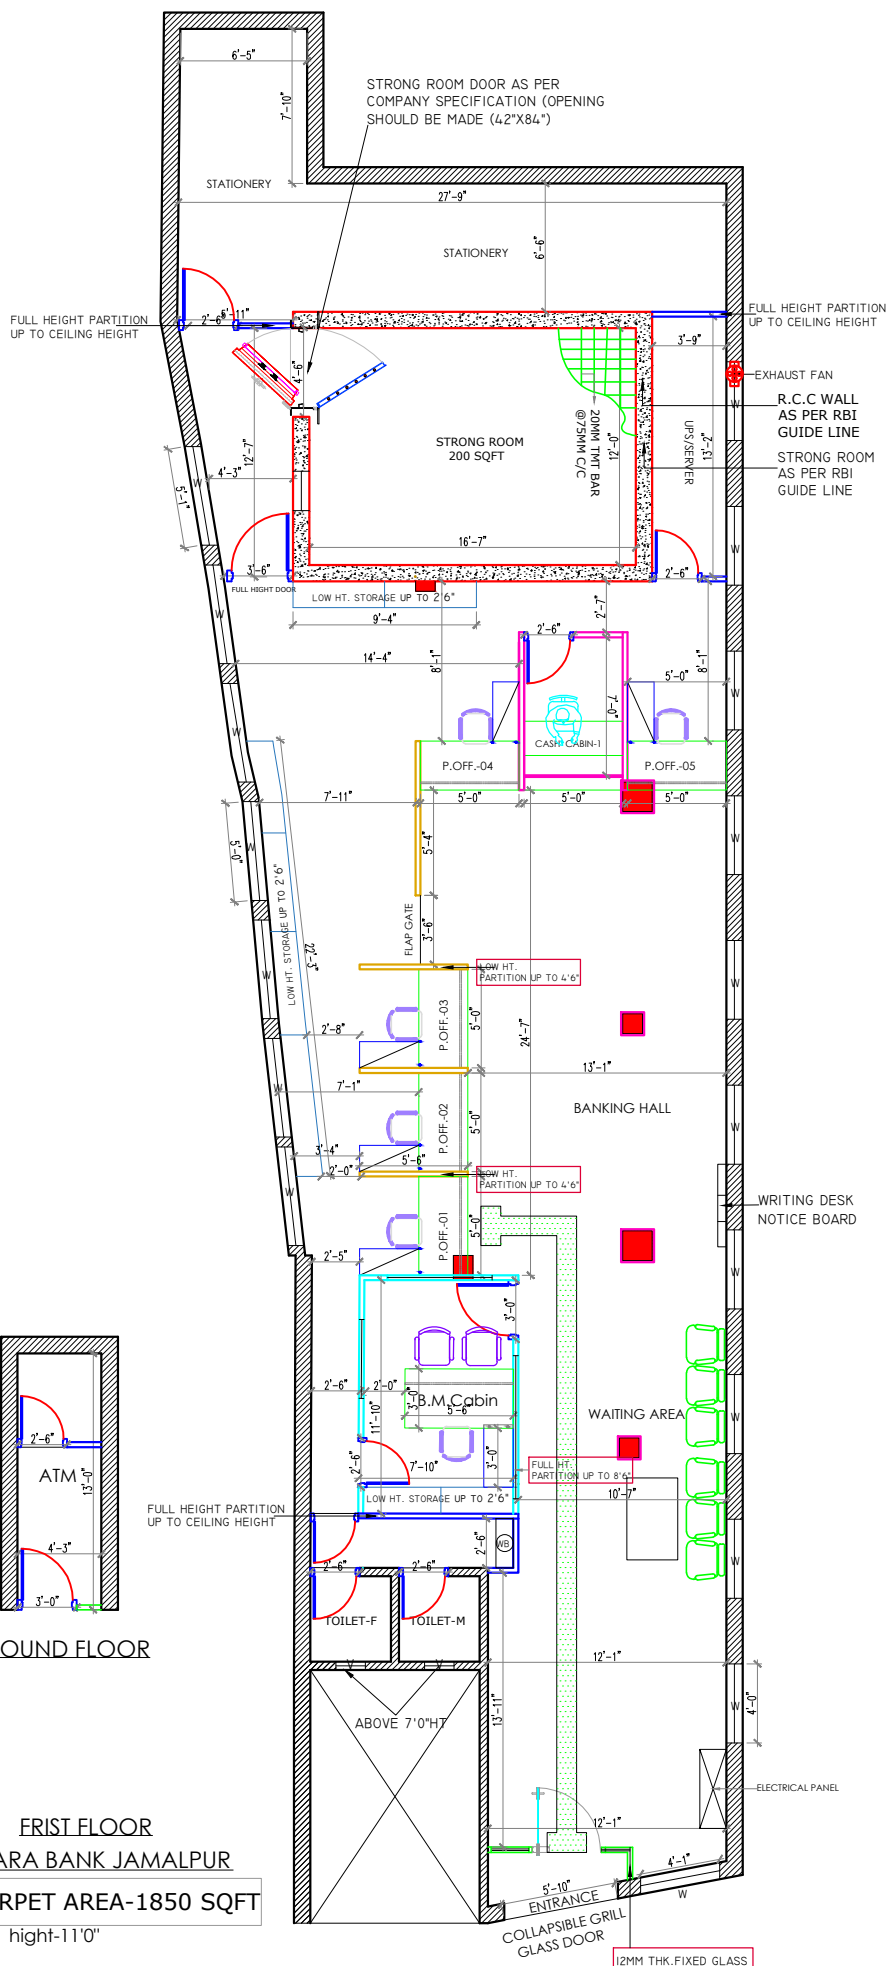 6'-5"
7'-10"
STRONG ROOM DOOR AS PER
COMPANY SPECIFICATION (OPENING
SHOULD BE MADE (42"X84")
STATIONERY
27'-9"
STATIONERY
6'-6"
FULL HEIGHT PARTITION
UP TO CEILING HEIGHT
2'-6"
5'-11"
FULL HEIGHT PARTITION
UP TO CEILING HEIGHT
3'-9"
4'-6"
EXHAUST FAN
W
R.C.C WALL
AS PER RBI
GUIDE LINE
STRONG ROOM
AS PER RBI
GUIDE LINE
20MM TMT BAR
@75MM C/C
12'-0"
UPS/SERVER
13'-2"
STRONG ROOM
200 SQFT
12'-7"
4'-3"
W
5'-1"
W
16'-7"
3'-6"
FULL HIGHT DOOR
2'-6"
LOW HT. STORAGE UP TO 2'6"
9'-4"
2'-7"
W
2'-6"
14'-4"
8'-1"
8'-1"
5'-0"
7'-0"
W
W
CASH CABIN-1
P.OFF.-04
P.OFF.-05
7'-11"
5'-0"
5'-0"
5'-0"
W
5'-0"
W
5'-4"
LOW HT. STORAGE UP TO 2'6"
22'-3"
FLAP GATE
3'-6"
W
W
LOW HT.
PARTITION UP TO 4'6"
P.OFF.-03
5'-0"
24'-7"
2'-8"
W
13'-1"
7'-1"
BANKING HALL
P.OFF.-02
5'-0"
W
3'-4"
5'-6"
2'-0"
LOW HT.
PARTITION UP TO 4'6"
W
WRITING DESK
NOTICE BOARD
P.OFF.-01
5'-0"
W
2'-5"
3'-0"
2'-6"
2'-0"
B.M.Cabin
3'-0"
5'-6"
11'-10"
WAITING AREA
W
2'-6"
7'-10"
3'-0"
FULL HT.
PARTITION UP TO 8'6"
LOW HT. STORAGE UP TO 2'6"
10'-7"
FULL HEIGHT PARTITION
UP TO CEILING HEIGHT
2'-6"
WB
W
2'-6"
2'-6"
TOILET-F
TOILET-M
12'-1"
13'-11"
W
4'-0"
ABOVE 7'0"HT
ELECTRICAL PANEL
12'-1"
4'-1"
5'-10"
ENTRANCE
COLLAPSIBLE GRILL
GLASS DOOR
W
12MM THK.FIXED GLASS
2'-6"
ATM
13'-0"
4'-3"
3'-0"
OUND FLOOR
FRIST FLOOR
ARA BANK JAMALPUR
RPET AREA-1850 SQFT
hight-11'0"